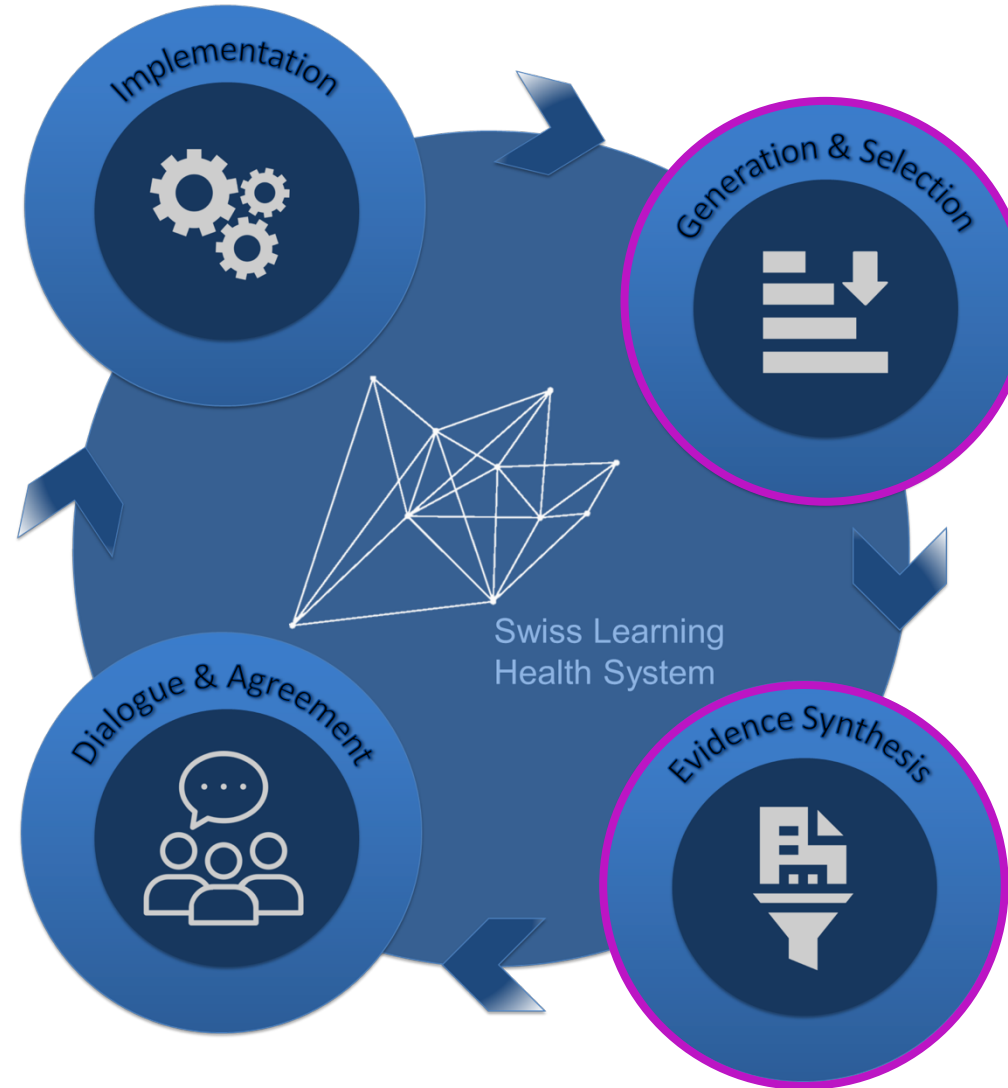 Implementation
Generation & Selection
Swiss Learning
Health System
Dialogue & Agreement
Evidence Synthesis